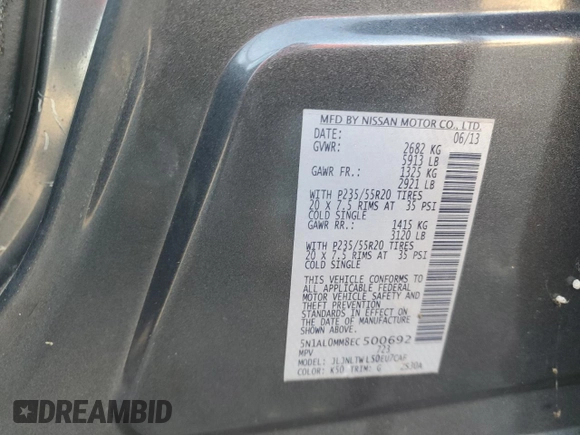 MFD BY NISSAN MOTOR CO., LTD.
DATE: 06/13
GVWR: 2682 KG
5913 LB
GAWR FR.: 1325 KG
2921 LB
WITH P235/55R20 TIRES
20 X 7.5 RIMS AT 35 PSI
COLD SINGLE
GAWR RR.: 1415 KG
3120 LB
WITH P235/55R20 TIRES
20 X 7.5 RIMS AT 35 PSI
COLD SINGLE
THIS VEHICLE CONFORMS TO
ALL APPLICABLE FEDERAL
MOTOR VEHICLE SAFETY AND
THEFT PREVENTION
STANDARDS IN EFFECT ON
THE DATE OF MANUFACTURE
SHOWN ABOVE.
5N1AL0MM8EC500692
MPV 723
MODEL:
COLOR: K50 TRIM: G
DREAMBID